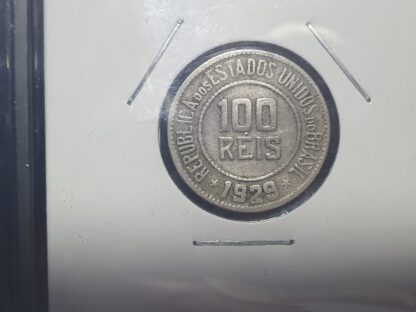 REPUBLICA DOS ESTADOS UNIDOS DO BRASIL
100
REIS
1929